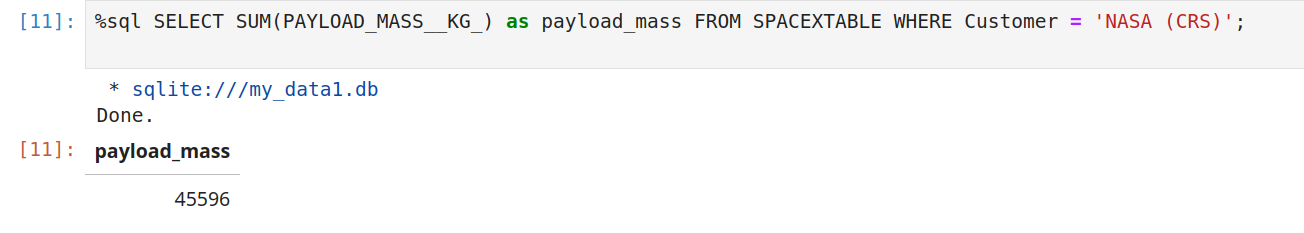 [11]: %sql SELECT SUM(PAYLOAD_MASS__KG_) as payload_mass FROM SPACEXTABLE WHERE Customer = 'NASA (CRS)';
* sqlite:///my_data1.db
Done.
[11]: payload_mass
45596